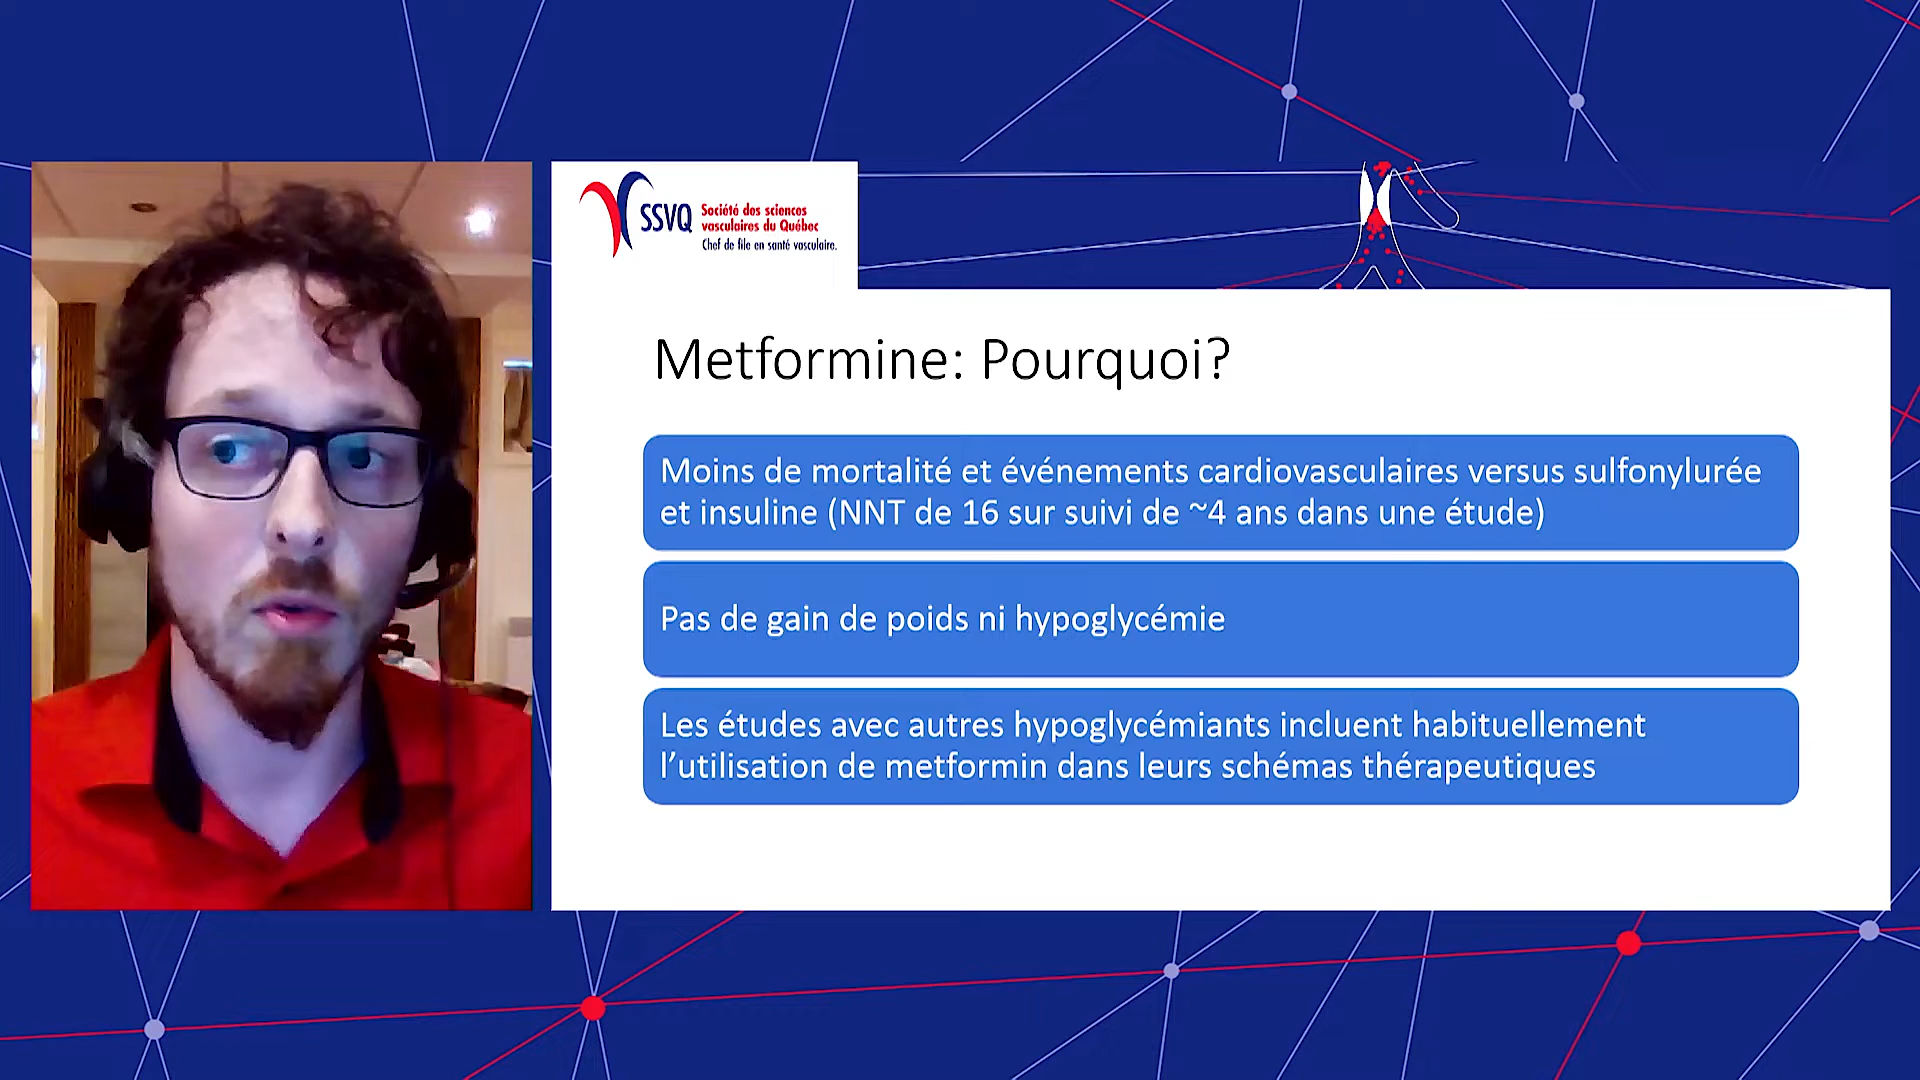 SSVQ
Société des sciences
vasculaires du Québec
Chef de file en santé vasculaire.
Metformine: Pourquoi?
Moins de mortalité et événements cardiovasculaires versus sulfonylurée
et insuline (NNT de 16 sur suivi de ~4 ans dans une étude)
Pas de gain de poids ni hypoglycémie
Les études avec autres hypoglycémiants incluent habituellement
l’utilisation de metformin dans leurs schémas thérapeutiques